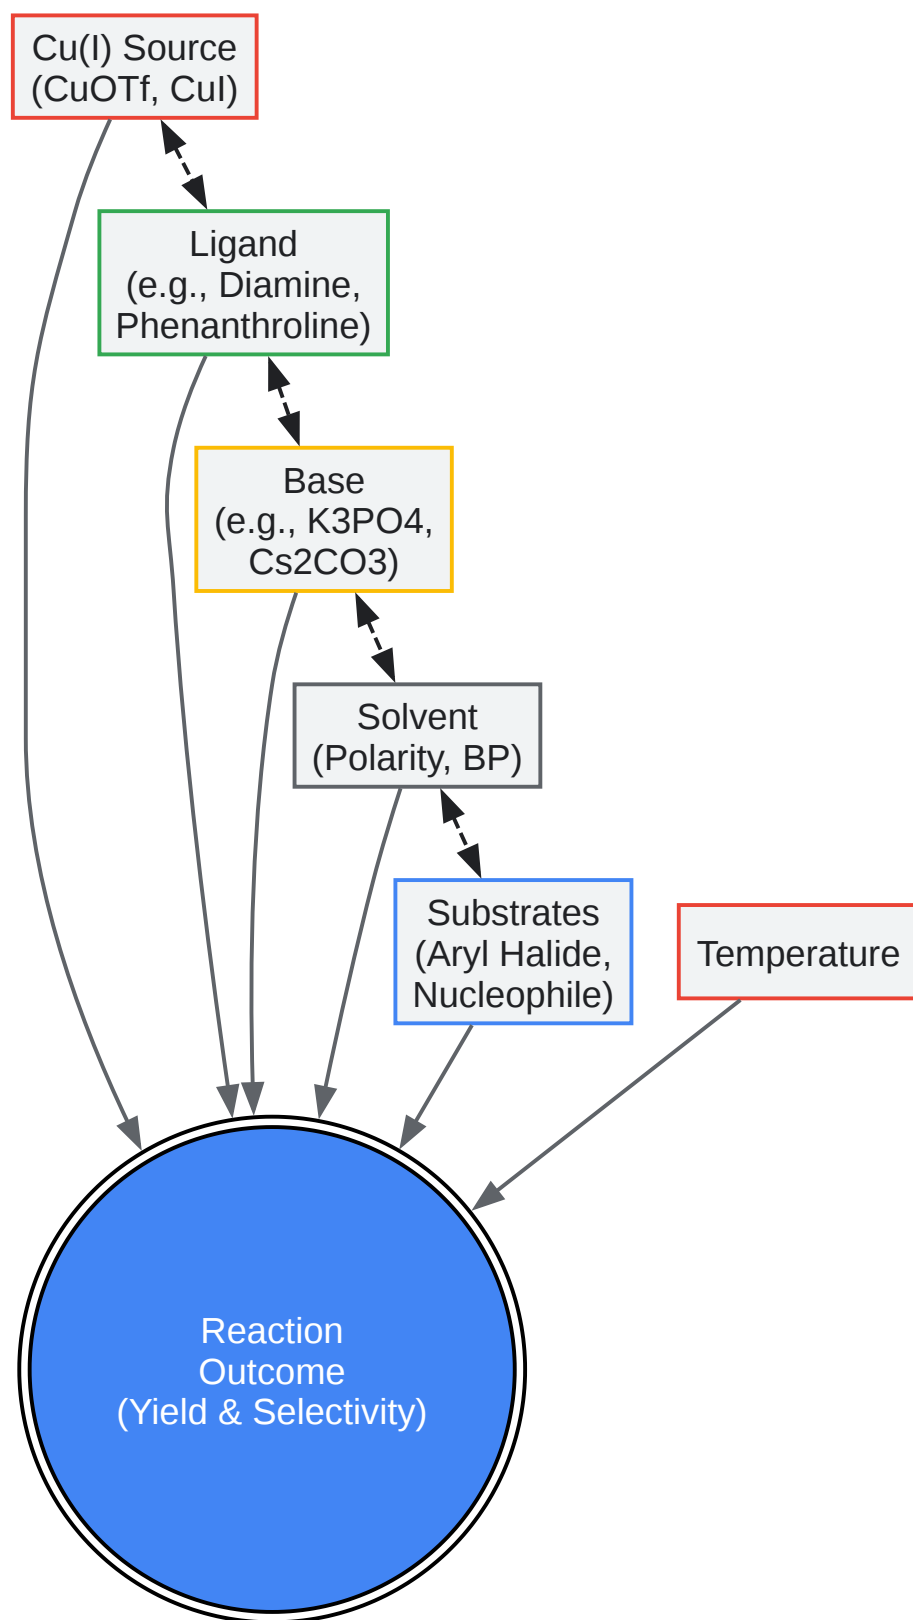 Cu(I) Source
(CuOTf, CuI)
Ligand
(e.g., Diamine,
Phenanthroline)
Base
(e.g., K3PO4,
Cs2CO3)
Solvent
(Polarity, BP)
Substrates
(Aryl Halide,
Nucleophile)
Temperature
Reaction
Outcome
(Yield & Selectivity)